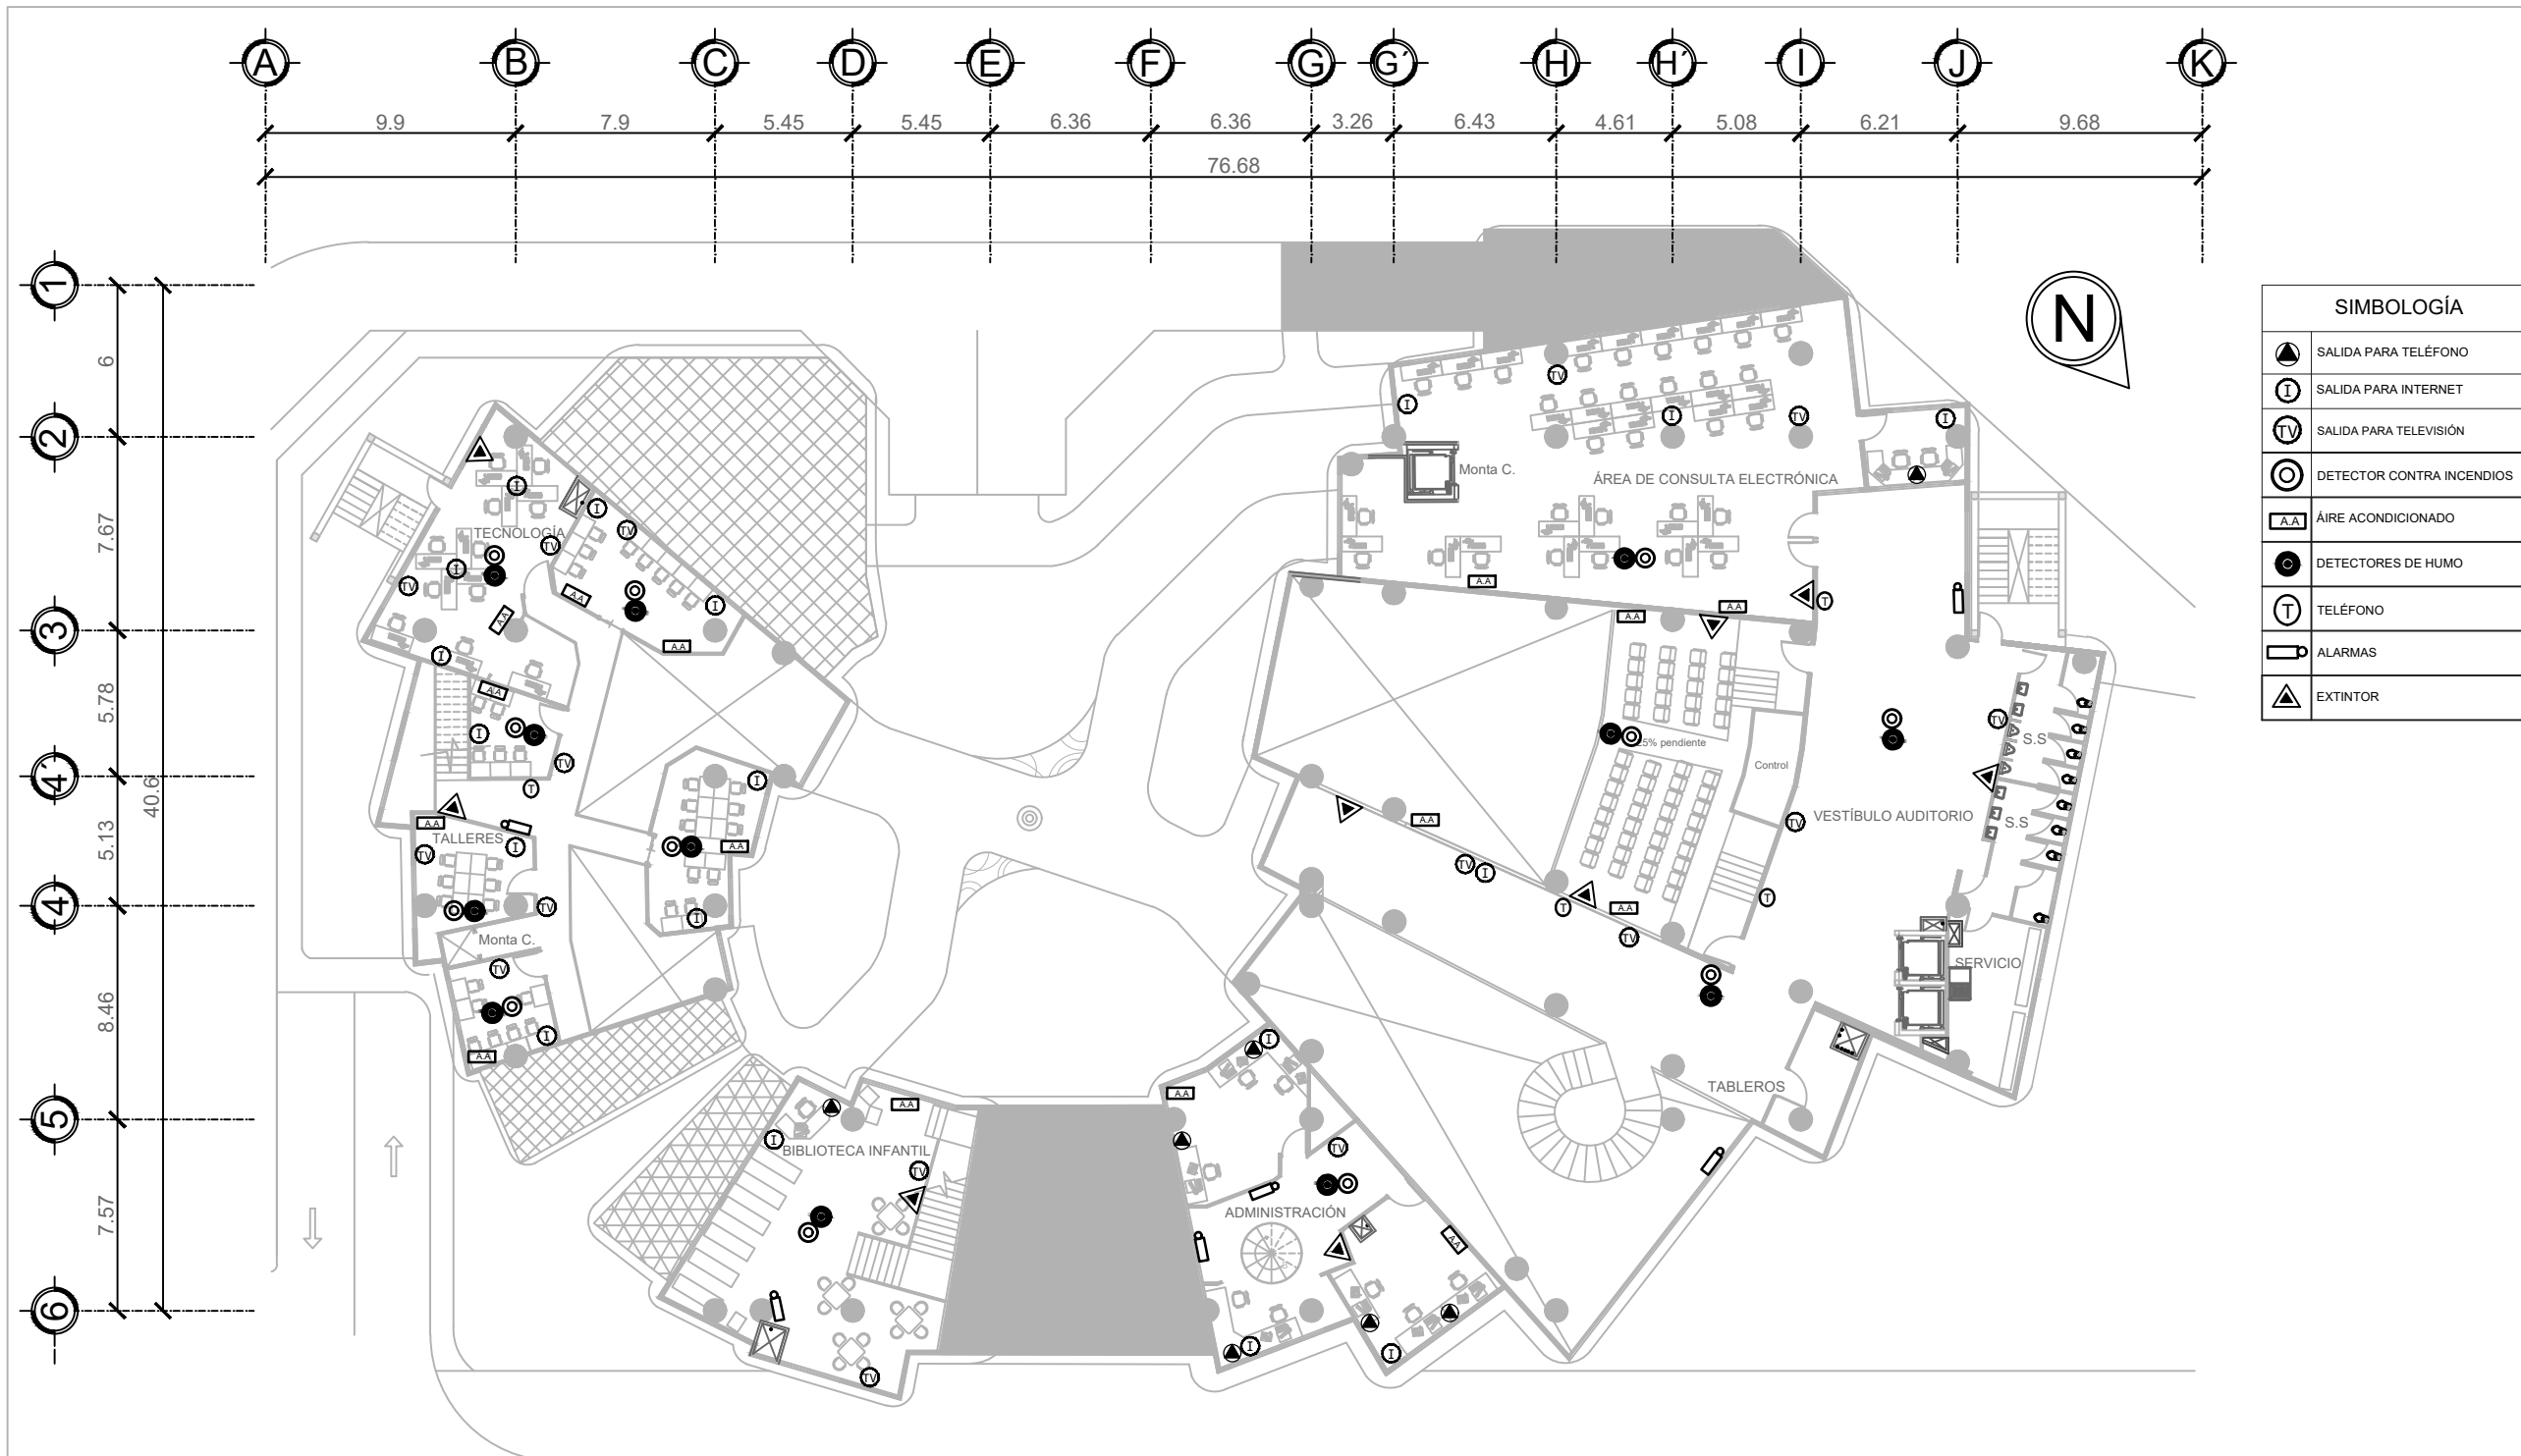 A B C D E F G G´ H H´ I J K
9.9 7.9 5.45 5.45 6.36 6.36 3.26 6.43 4.61 5.08 6.21 9.68
76.68
1
2
3
4´
4
5
6
6
7.67
5.78
5.13
8.46
7.57
40.6
N
SIMBOLOGÍA
SALIDA PARA TELÉFONO
I SALIDA PARA INTERNET
TV SALIDA PARA TELEVISIÓN
DETECTOR CONTRA INCENDIOS
A.A ÁIRE ACONDICIONADO
DETECTORES DE HUMO
T TELÉFONO
ALARMAS
EXTINTOR
Monta C.
ÁREA DE CONSULTA ELECTRÓNICA
TECNOLOGÍA
25% pendiente
S.S
Control
VESTÍBULO AUDITORIO
S.S
TALLERES
Monta C.
SERVICIO
TABLEROS
BIBLIOTECA INFANTIL
ADMINISTRACIÓN